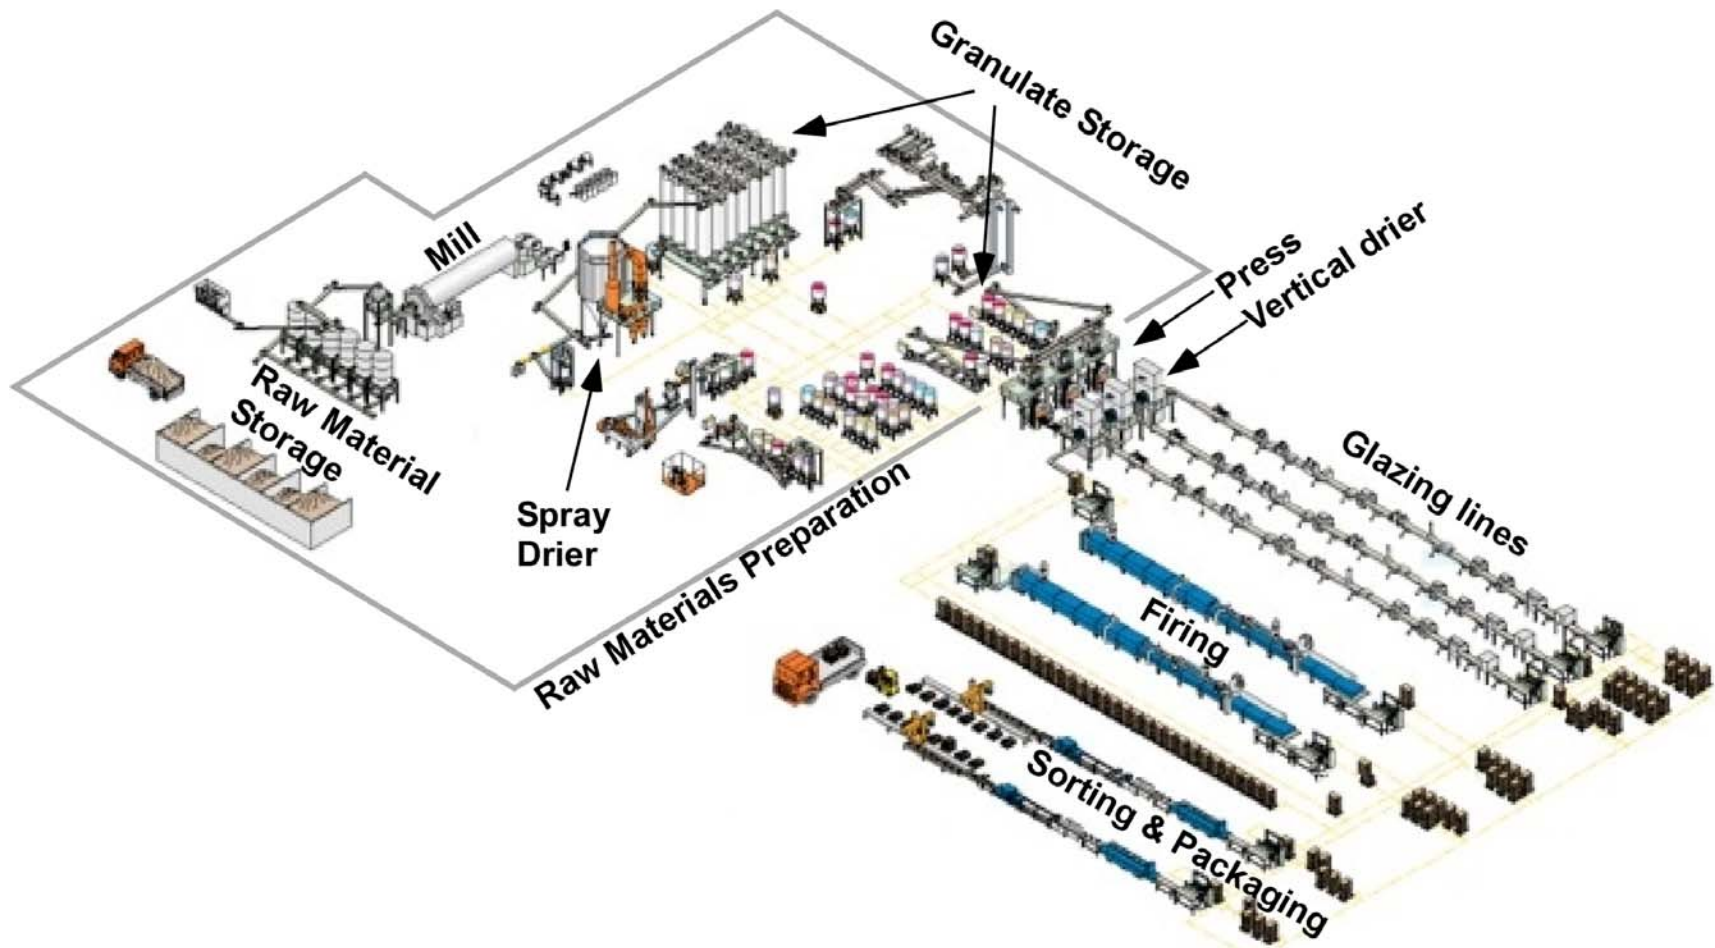 Granulate Storage
Mill
Press
Vertical drier
Raw Material
Storage
Glazing lines
Spray
Drier
Raw Materials Preparation
Firing
Sorting & Packaging